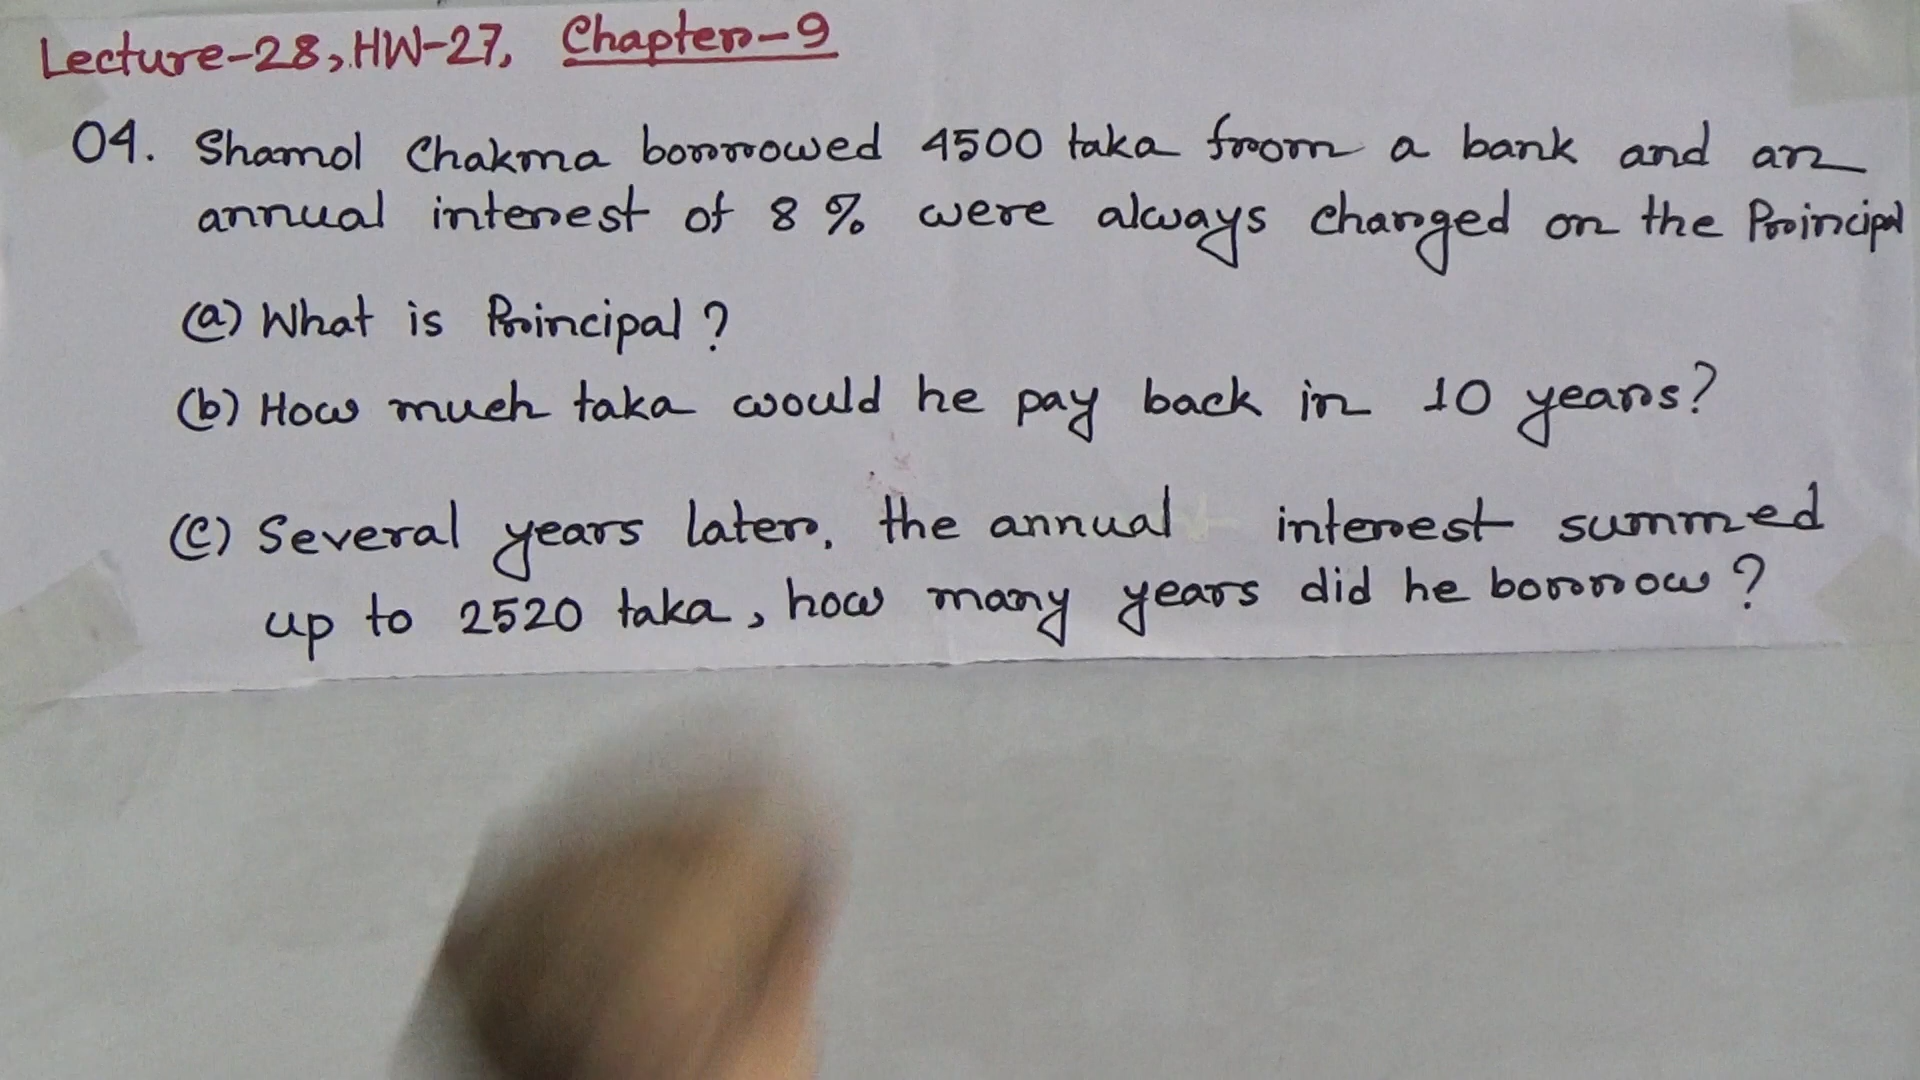 Lecture-28, HW-27, Chapter-9
04. Shamol Chakma borrowed 4500 taka from a bank and an
annual interest of 8% were always charged on the Principal
(a) What is Principal?
(b) How much taka would he pay back in 10 years?
(c) Several years later, the annual interest summed
up to 2520 taka, how many years did he borrow?